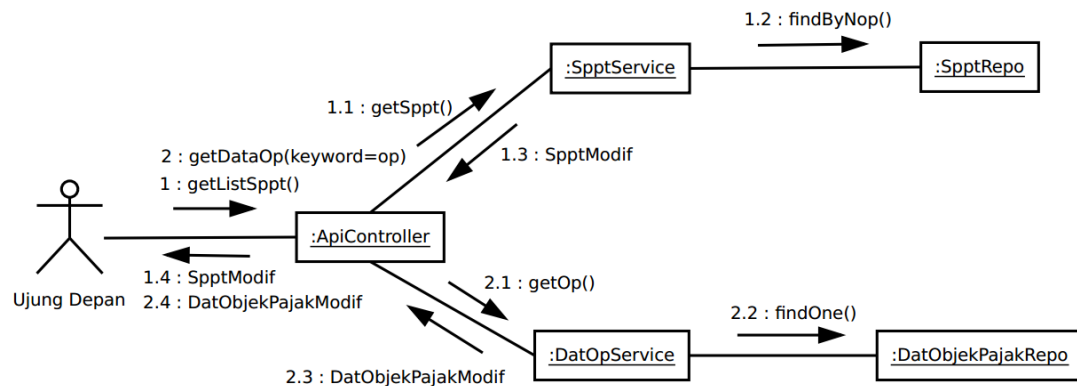 1.2 : findByNop()
:SpptService
:SpptRepo
1.1 : getSppt()
1.3 : SpptModif
2 : getDataOp(keyword=op)
1 : getListSppt()
:ApiController
Ujung Depan
1.4 : SpptModif
2.4 : DatObjekPajakModif
2.1 : getOp()
2.2 : findOne()
:DatOpService
:DatObjekPajakRepo
2.3 : DatObjekPajakModif